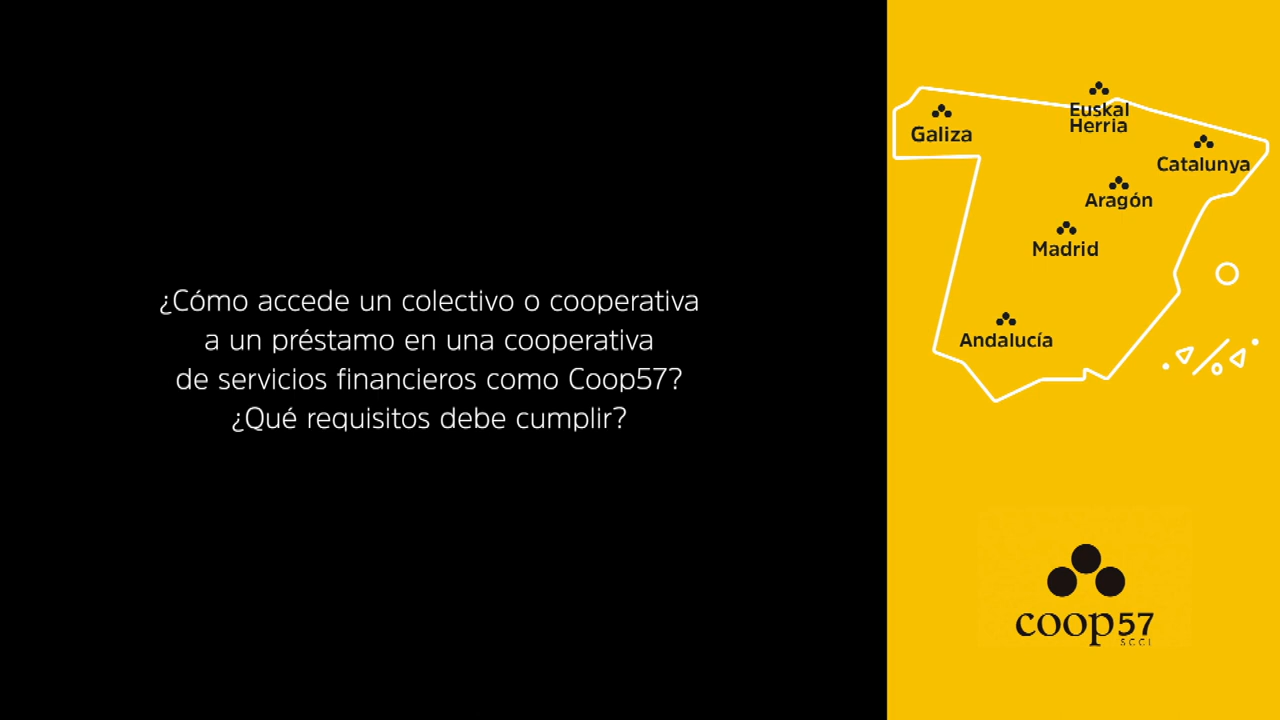 ¿Cómo accede un colectivo o cooperativa
a un préstamo en una cooperativa
de servicios financieros como Coop57?
¿Qué requisitos debe cumplir?
Galiza
Euskal
Herria
Catalunya
Aragón
Madrid
Andalucía
coop57
SCCL